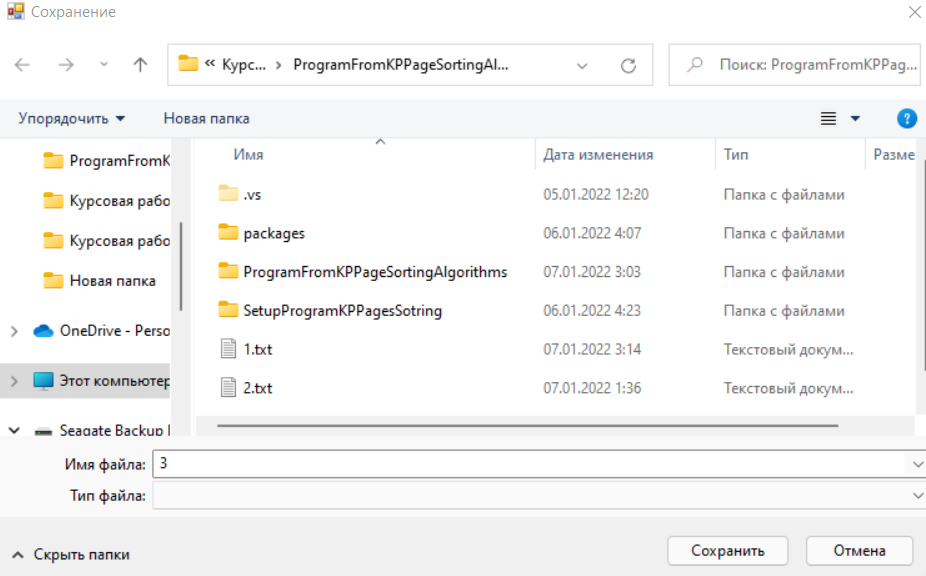 Сохранение
« Курс... › ProgramFromKPPageSortingAl...
Поиск: ProgramFromKPPag...
Упорядочить
Новая папка
Имя
Дата изменения
Тип
Разме
ProgramFromK
Курсовая рабо
Курсовая рабо
Новая папка
OneDrive - Perso
Этот компьютер
Seagate Backup
.vs 05.01.2022 12:20 Папка с файлами
packages 06.01.2022 4:07 Папка с файлами
ProgramFromKPPageSortingAlgorithms 07.01.2022 3:03 Папка с файлами
SetupProgramKPPagesSotring 06.01.2022 4:23 Папка с файлами
1.txt 07.01.2022 3:14 Текстовый докум...
2.txt 07.01.2022 1:36 Текстовый докум...
Имя файла: 3
Тип файла:
Скрыть папки
Сохранить
Отмена